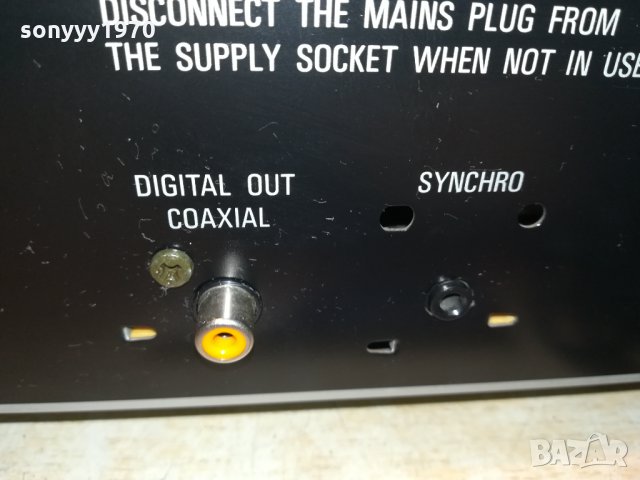 sonyyy1970
DISCONNECT THE MAINS PLUG FROM
THE SUPPLY SOCKET WHEN NOT IN USE
DIGITAL OUT
COAXIAL
SYNCHRO
BAZAR